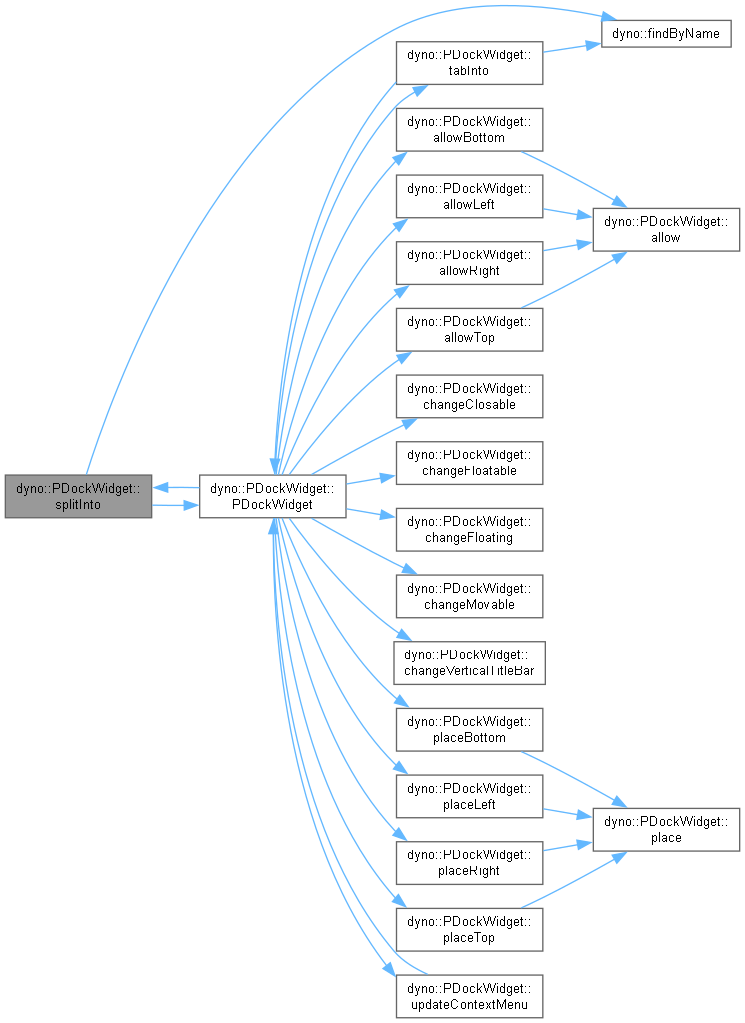 dyno::findByName
dyno::PDockWidget::
tabInto
dyno::PDockWidget::
allowBottom
dyno::PDockWidget::
allowLeft
dyno::PDockWidget::
allow
dyno::PDockWidget::
allowRight
dyno::PDockWidget::
allowTop
dyno::PDockWidget::
changeClosable
dyno::PDockWidget::
changeFloatable
dyno::PDockWidget::
splitInto
dyno::PDockWidget::
PDockWidget
dyno::PDockWidget::
changeFloating
dyno::PDockWidget::
changeMovable
dyno::PDockWidget::
changeVerticalTitleBar
dyno::PDockWidget::
placeBottom
dyno::PDockWidget::
placeLeft
dyno::PDockWidget::
place
dyno::PDockWidget::
placeRight
dyno::PDockWidget::
placeTop
dyno::PDockWidget::
updateContextMenu